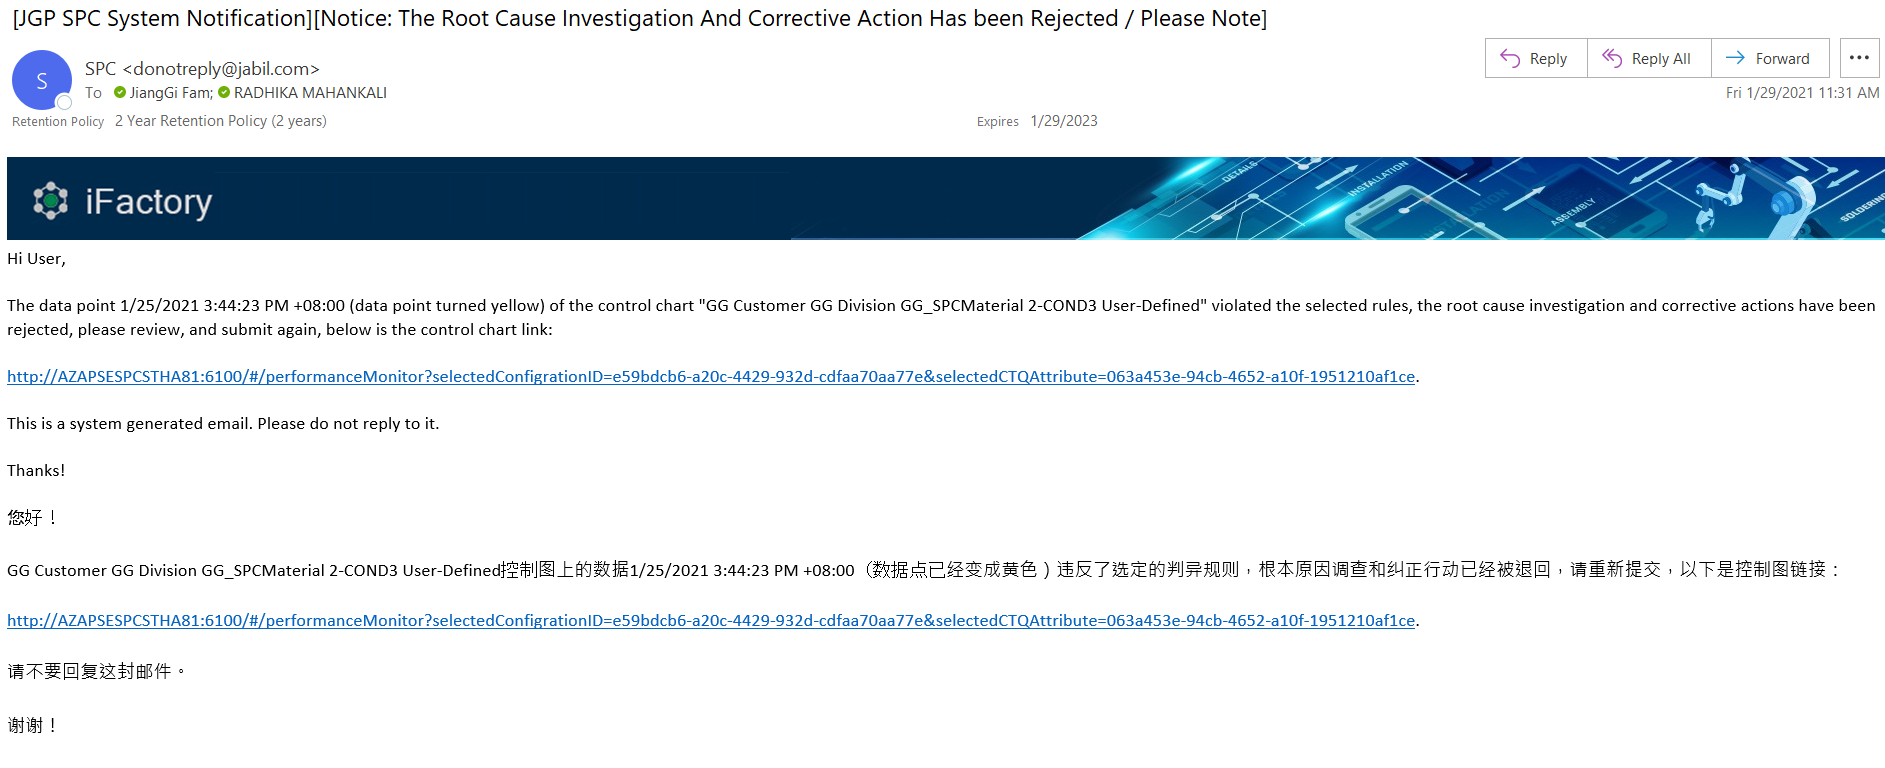 [JGP SPC System Notification][Notice: The Root Cause Investigation And Corrective Action Has been Rejected / Please Note]
S
SPC <donotreply@jabil.com>
To JiangGi Fam; RADHIKA MAHANKALI
Reply
Reply All
Forward
Fri 1/29/2021 11:31 AM
Retention Policy 2 Year Retention Policy (2 years)
Expires 1/29/2023
iFactory
DETAILS
INSTALLATION
ASSEMBLY
SOLDERING
Hi User,
The data point 1/25/2021 3:44:23 PM +08:00 (data point turned yellow) of the control chart "GG Customer GG Division GG_SPCMaterial 2-COND3 User-Defined" violated the selected rules, the root cause investigation and corrective actions have been
rejected, please review, and submit again, below is the control chart link:
http://AZAPSESPCSTHA81:6100/#/performanceMonitor?selectedConfigrationID=e59bdcb6-a20c-4429-932d-cdfaa70aa77e&selectedCTQAttribute=063a453e-94cb-4652-a10f-1951210af1ce.
This is a system generated email. Please do not reply to it.
Thanks!
您好！
GG Customer GG Division GG_SPCMaterial 2-COND3 User-Defined控制图上的数据1/25/2021 3:44:23 PM +08:00（数据点已经变成黄色）违反了选定的判异规则，根本原因调查和纠正行动已经被退回，请重新提交，以下是控制图链接：
http://AZAPSESPCSTHA81:6100/#/performanceMonitor?selectedConfigrationID=e59bdcb6-a20c-4429-932d-cdfaa70aa77e&selectedCTQAttribute=063a453e-94cb-4652-a10f-1951210af1ce.
请不要回复这封邮件。
谢谢！